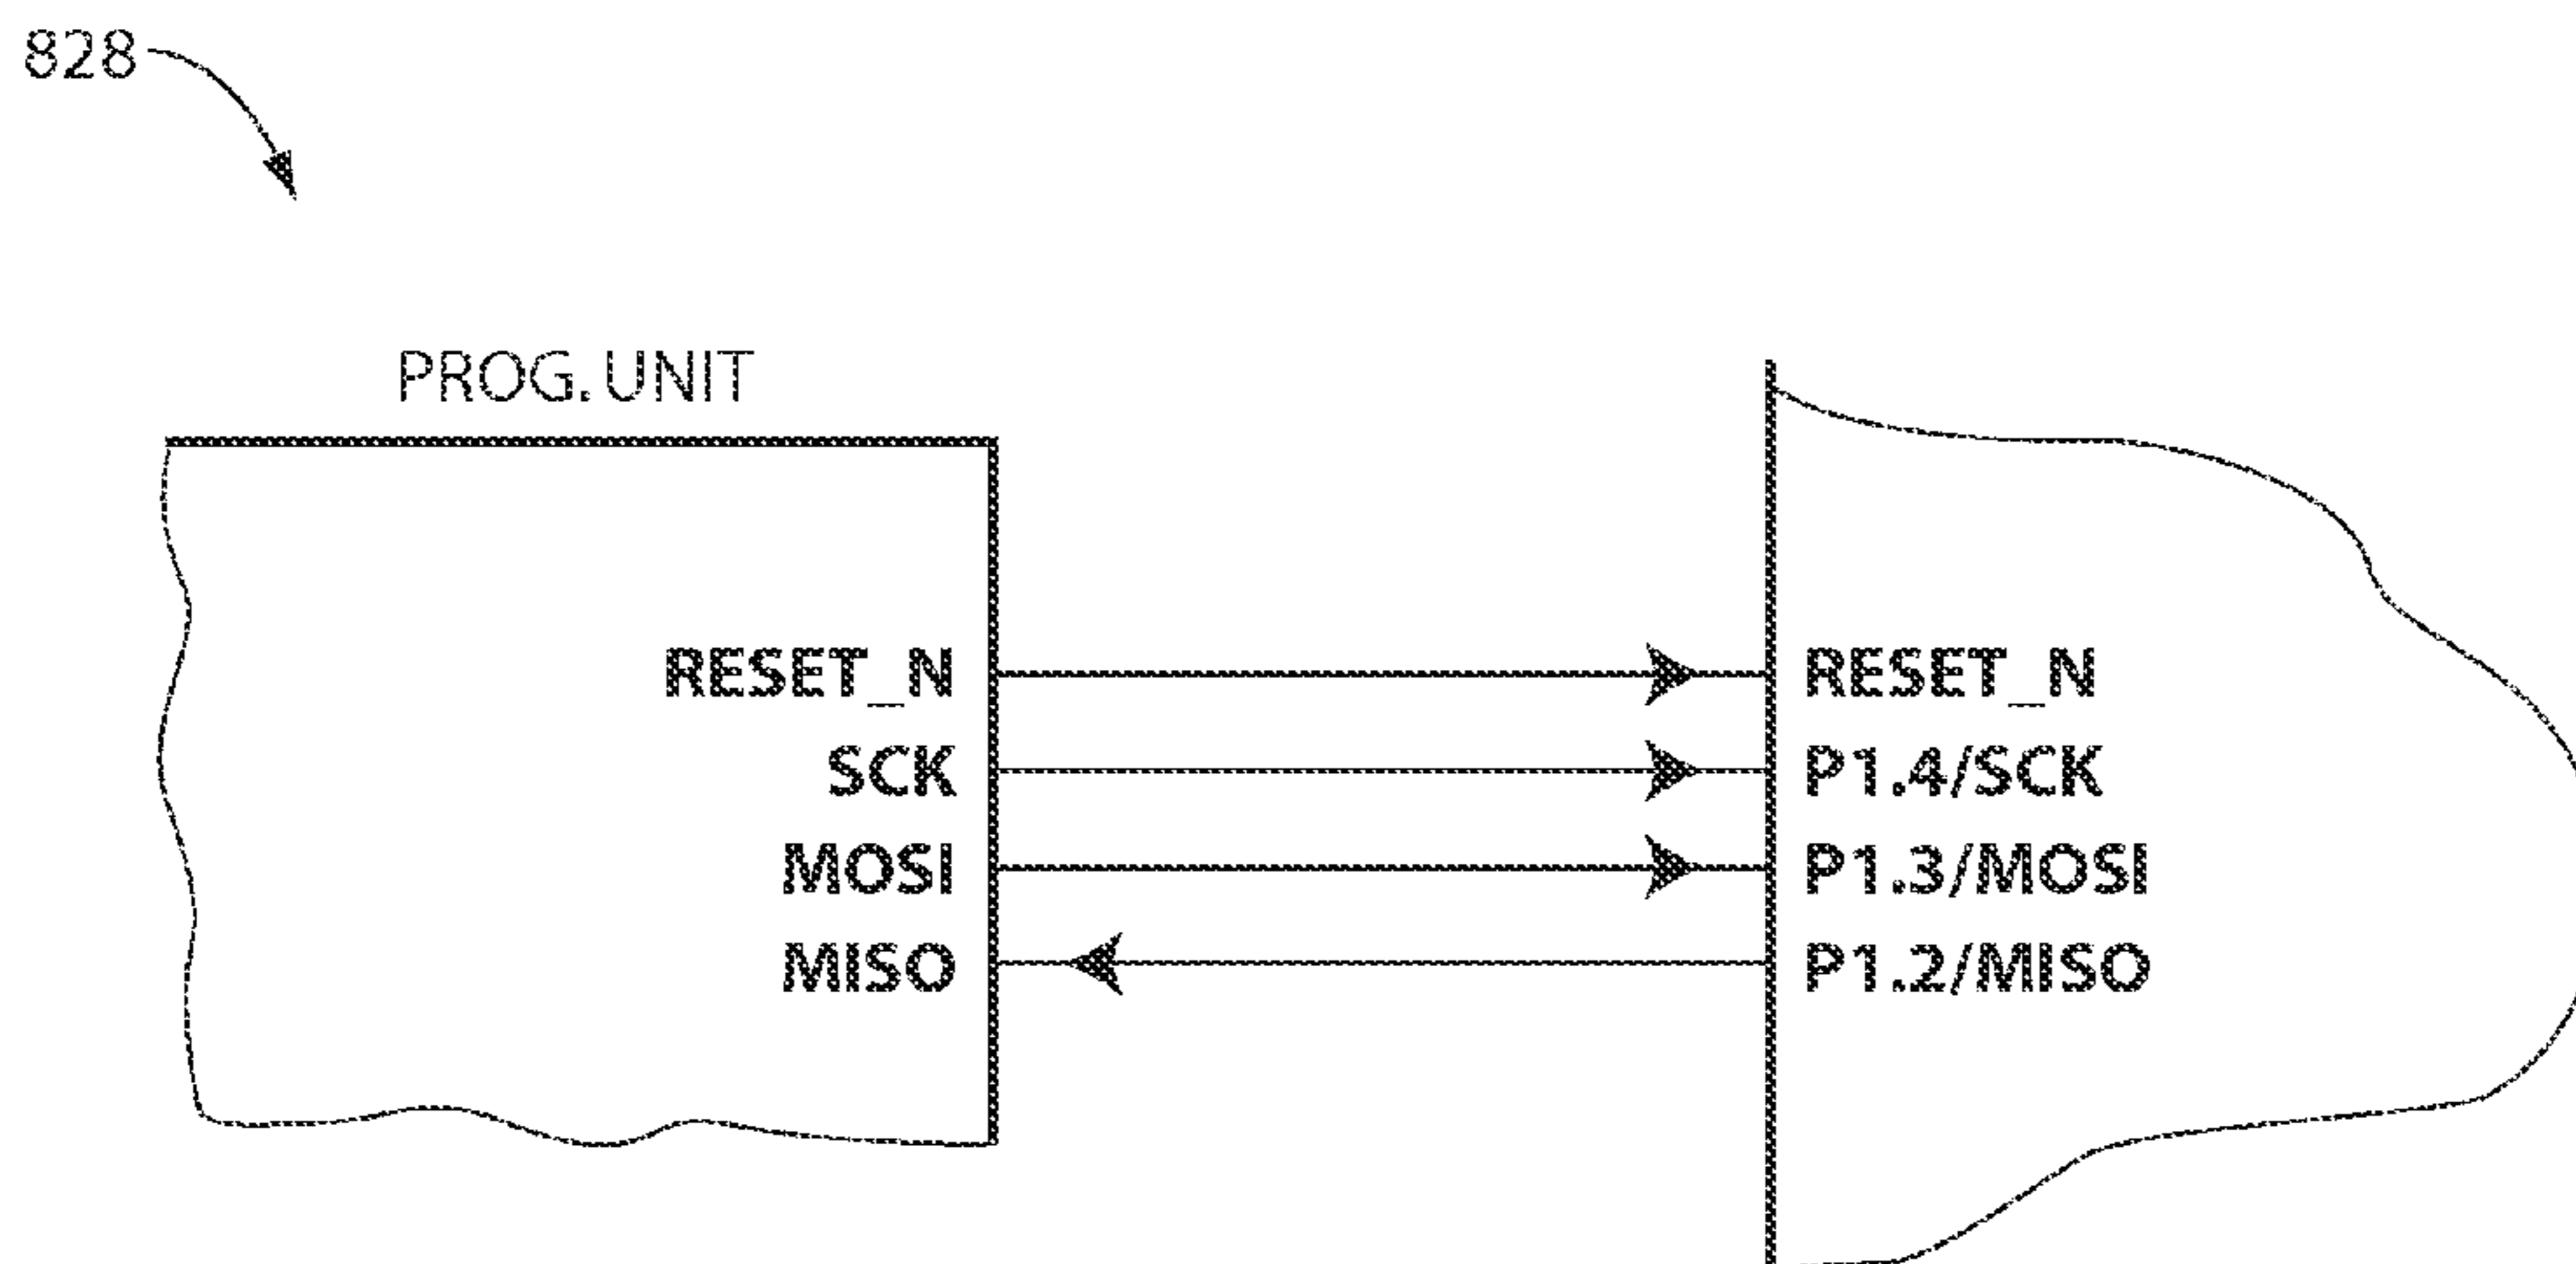 828
PROG. UNIT
RESET_N
RESET_N
SCK
P1.4/SCK
MOSI
P1.3/MOSI
MISO
P1.2/MISO